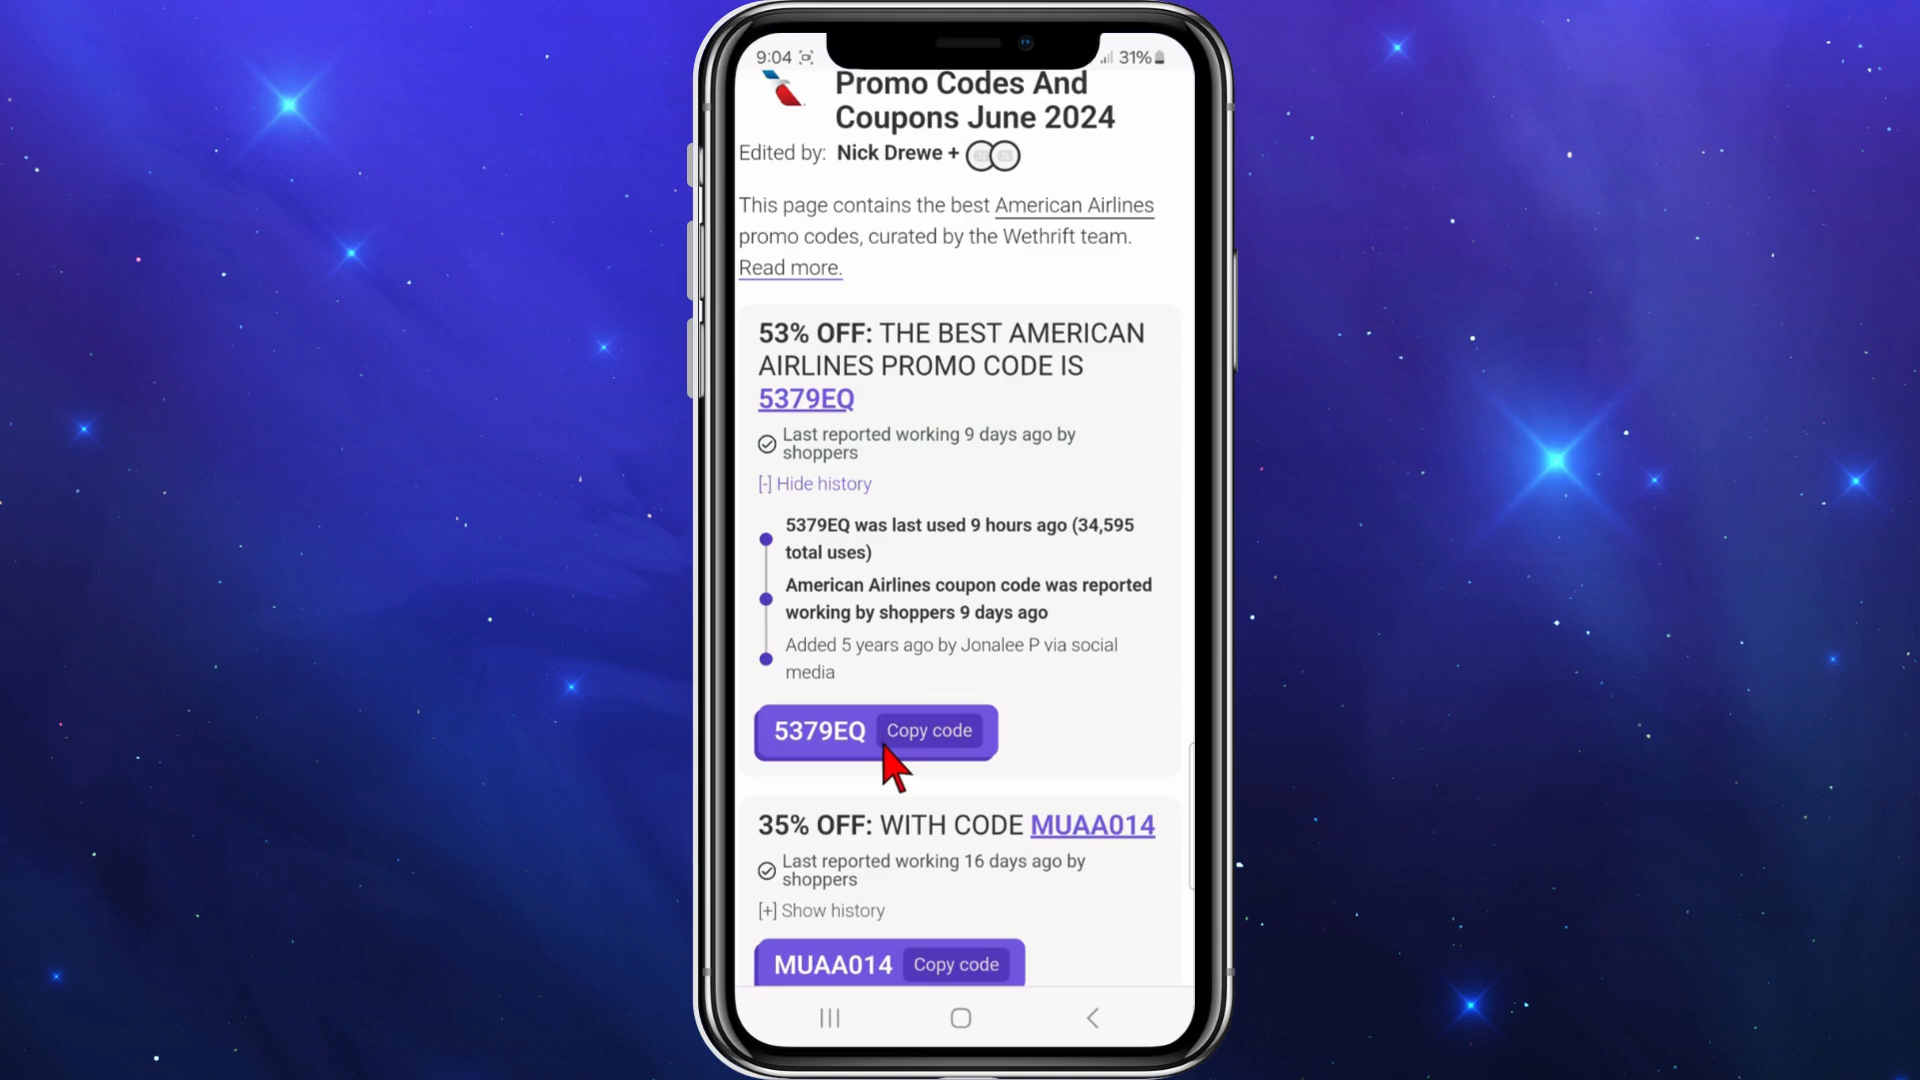 9:04 31%
Promo Codes And
Coupons June 2024
Edited by: Nick Drewe +
This page contains the best American Airlines
promo codes, curated by the Wethrift team.
Read more.
53% OFF: THE BEST AMERICAN
AIRLINES PROMO CODE IS
5379EQ
Last reported working 9 days ago by
shoppers
[-] Hide history
5379EQ was last used 9 hours ago (34,595
total uses)
American Airlines coupon code was reported
working by shoppers 9 days ago
Added 5 years ago by Jonalee P via social
media
5379EQ Copy code
35% OFF: WITH CODE MUAA014
Last reported working 16 days ago by
shoppers
[+] Show history
MUAA014 Copy code